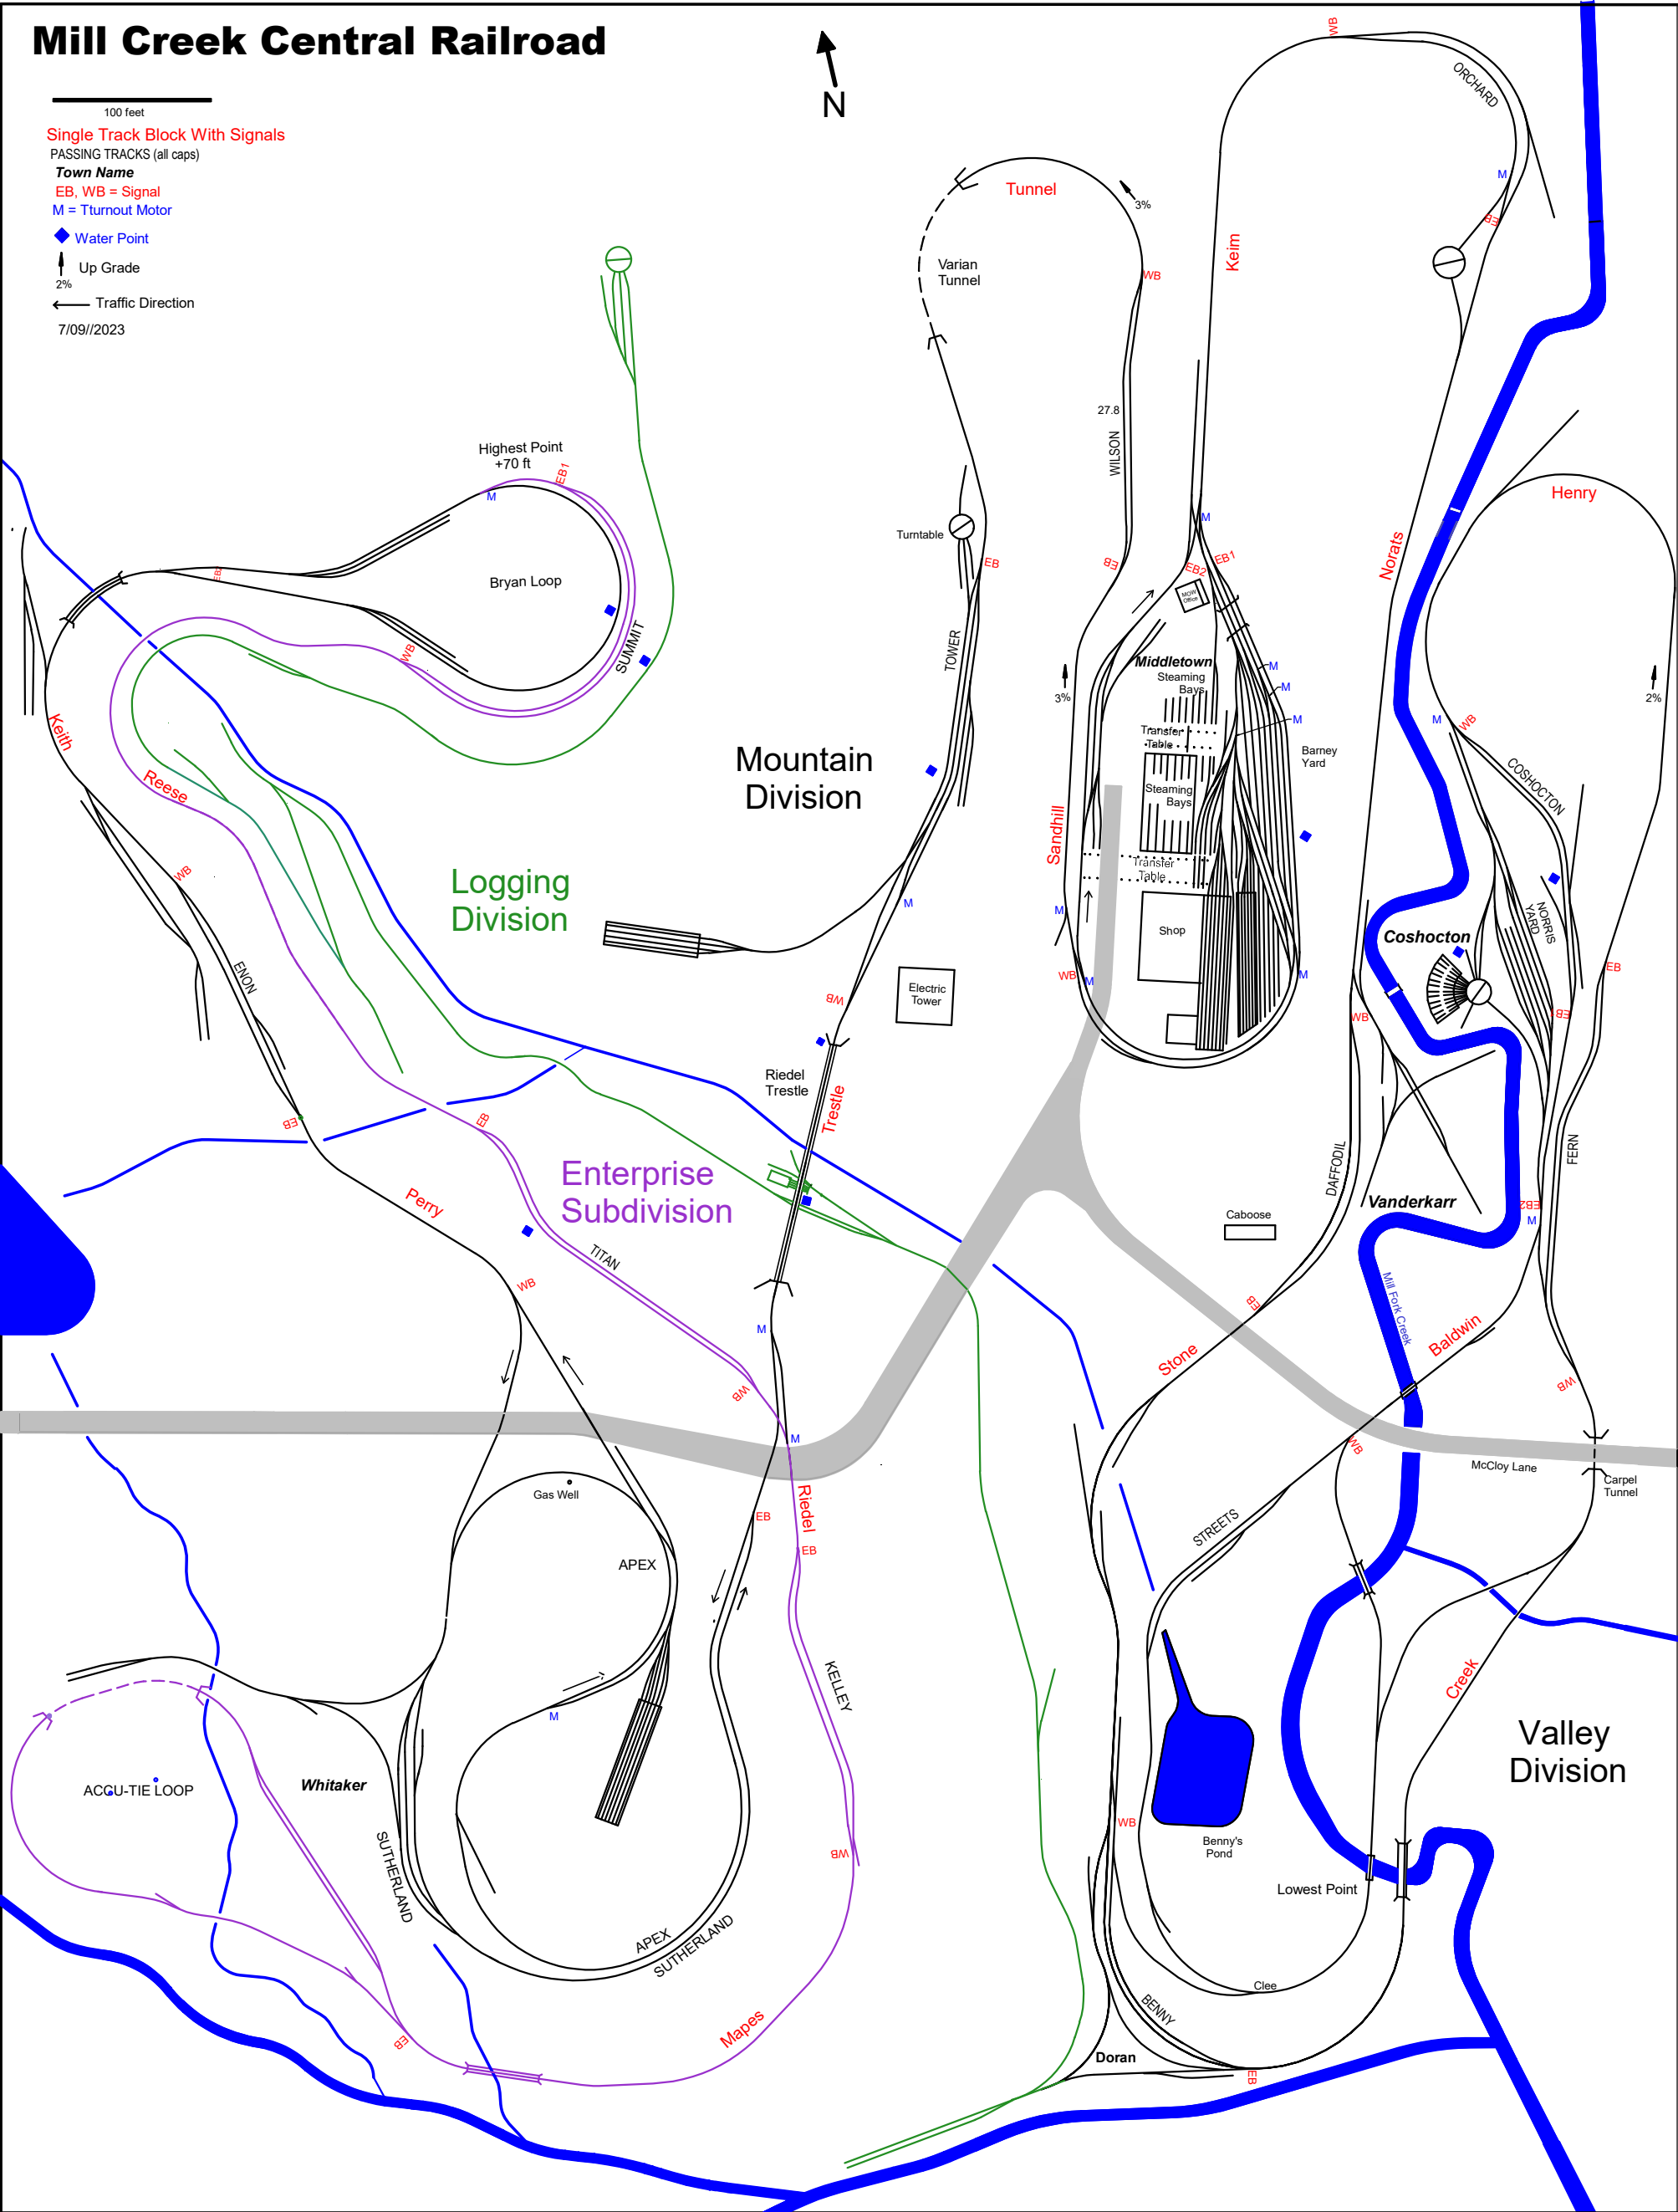 Mill Creek Central Railroad
N
100 feet
Single Track Block With Signals
PASSING TRACKS (all caps)
Town Name
EB, WB = Signal
M = Tturnout Motor
Water Point
Up Grade
2%
Traffic Direction
7/09//2023
WB
ORCHARD
M
EB
Tunnel
3%
Keim
WB
Varian
Tunnel
27.8
WILSON
Highest Point
+70 ft
EB1
M
Henry
Turntable
EB
EB
M
EB2
EB1
Norats
MOW
Office
Bryan Loop
WB
SUMMIT
TOWER
3%
Middletown
Steaming
Bays
M
M
M
Transfer
Table
Barney
Yard
Steaming
Bays
Transfer
Table
Shop
2%
M
WB
COSHOCTON
Keith
Reese
Mountain
Division
Sandhill
WB
Logging
Division
M
M
NORRIS
YARD
Coshocton
EB
ENON
WB
Electric
Tower
WB
M
M
WB
EB1
Riedel
Trestle
Trestle
EB
EB
DAFFODIL
FERN
Perry
Enterprise
Subdivision
Vanderkarr
EB2
M
Caboose
TITAN
WB
EB
Mill Fork Creek
M
Stone
Baldwin
WB
WB
M
WB
McCloy Lane
Carpel
Tunnel
Gas Well
Riedel
EB
EB
STREETS
APEX
KELLEY
Creek
M
Valley
Division
ACCU-TIE LOOP
Whitaker
WB
WB
Benny's
Pond
SUTHERLAND
Lowest Point
APEX
SUTHERLAND
Clee
BENNY
Mapes
EB
Doran
EB